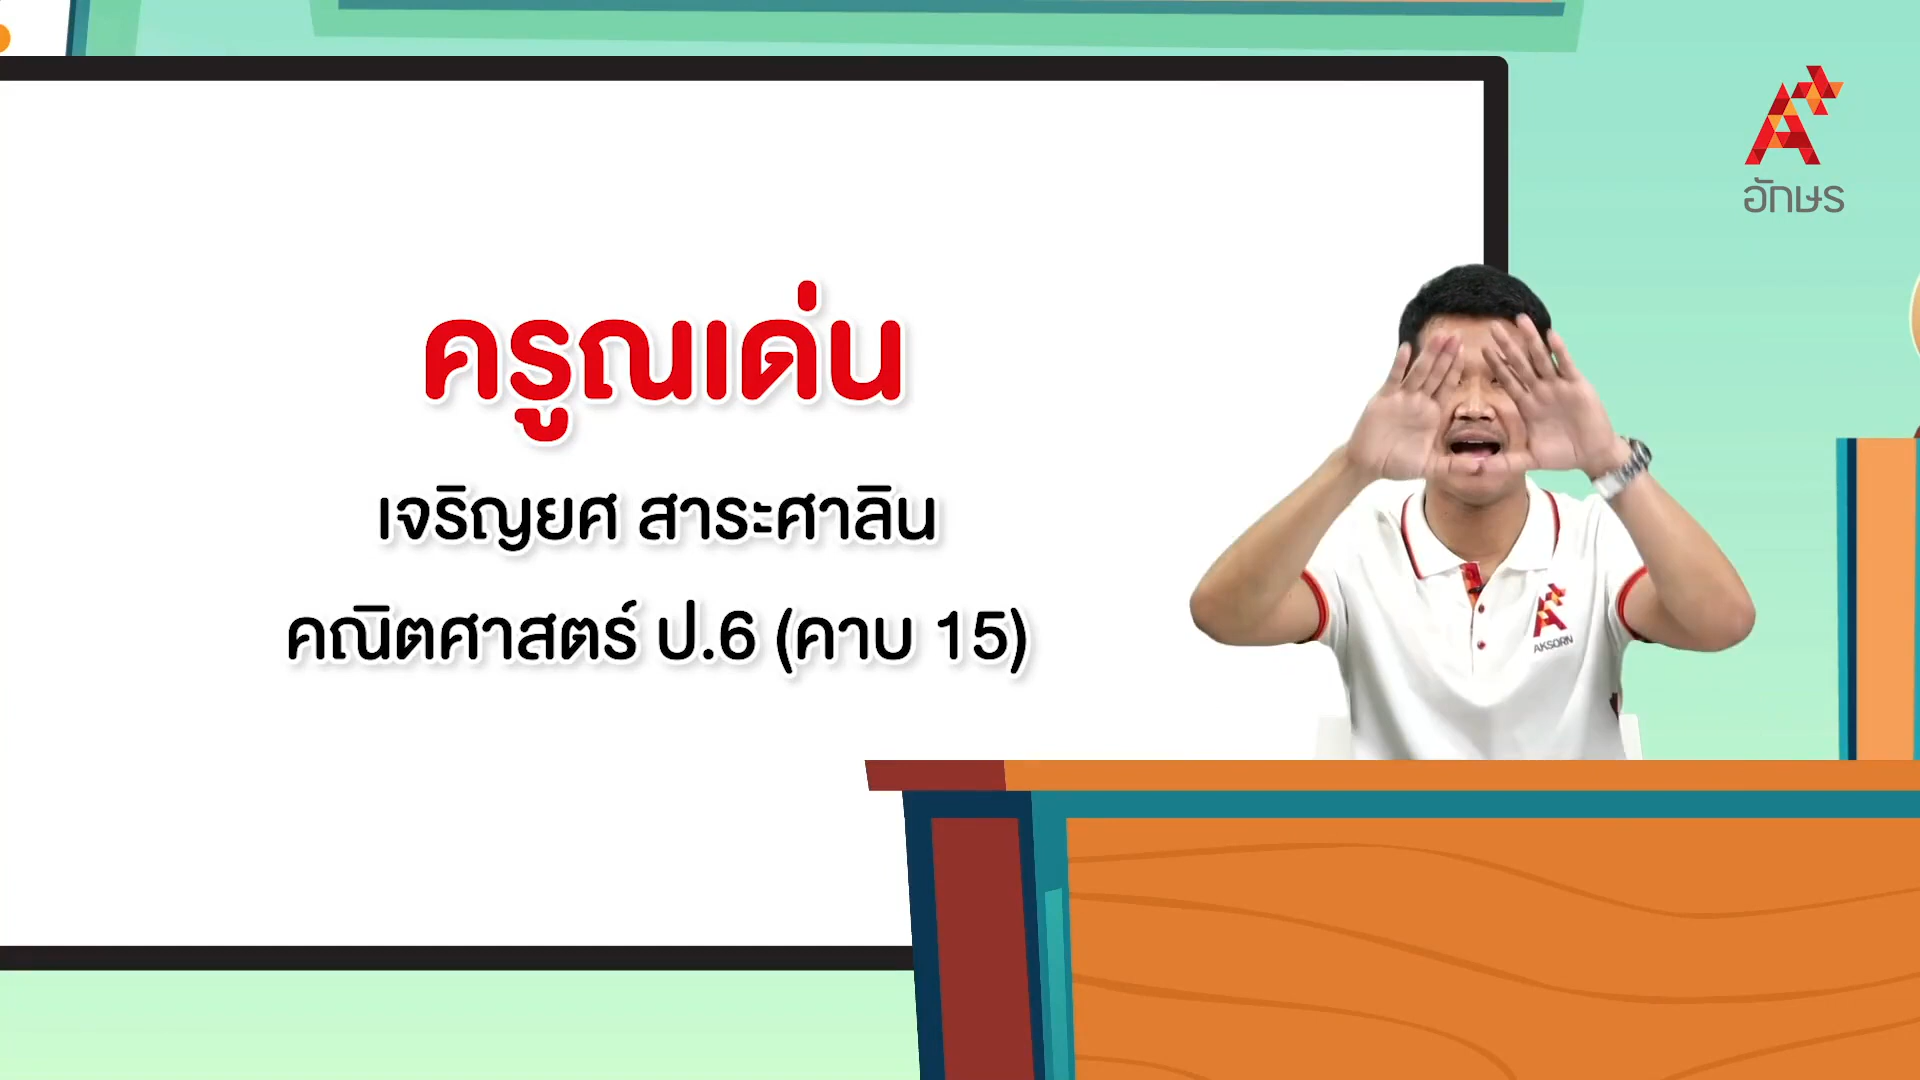 อักษร
ครูณเด่น
เจริญยศ สาระศาลิน
คณิตศาสตร์ ป.6 (คาบ 15)
AKSORN